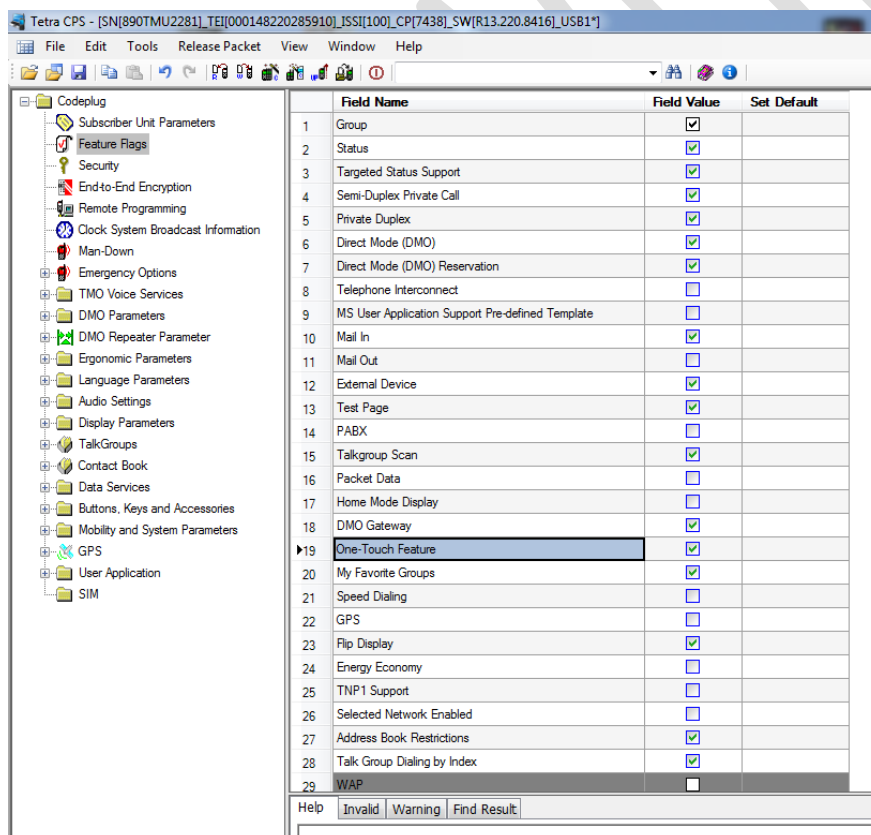 Tetra CPS - [SN[890TMU2281]_TEI[000148220285910]_ISSI[100]_CP[7438]_SW[R13.220.8416]_USB1*]
File Edit Tools Release Packet View Window Help
Codeplug
Subscriber Unit Parameters
Feature Flags
Security
End-to-End Encryption
Remote Programming
Clock System Broadcast Information
Man-Down
Emergency Options
TMO Voice Services
DMO Parameters
DMO Repeater Parameter
Ergonomic Parameters
Language Parameters
Audio Settings
Display Parameters
TalkGroups
Contact Book
Data Services
Buttons, Keys and Accessories
Mobility and System Parameters
GPS
User Application
SIM
Field Name Field Value Set Default
1 Group
2 Status
3 Targeted Status Support
4 Semi-Duplex Private Call
5 Private Duplex
6 Direct Mode (DMO)
7 Direct Mode (DMO) Reservation
8 Telephone Interconnect
9 MS User Application Support Pre-defined Template
10 Mail In
11 Mail Out
12 External Device
13 Test Page
14 PABX
15 Talkgroup Scan
16 Packet Data
17 Home Mode Display
18 DMO Gateway
19 One-Touch Feature
20 My Favorite Groups
21 Speed Dialing
22 GPS
23 Flip Display
24 Energy Economy
25 TNP1 Support
26 Selected Network Enabled
27 Address Book Restrictions
28 Talk Group Dialing by Index
29 WAP
Help Invalid Warning Find Result